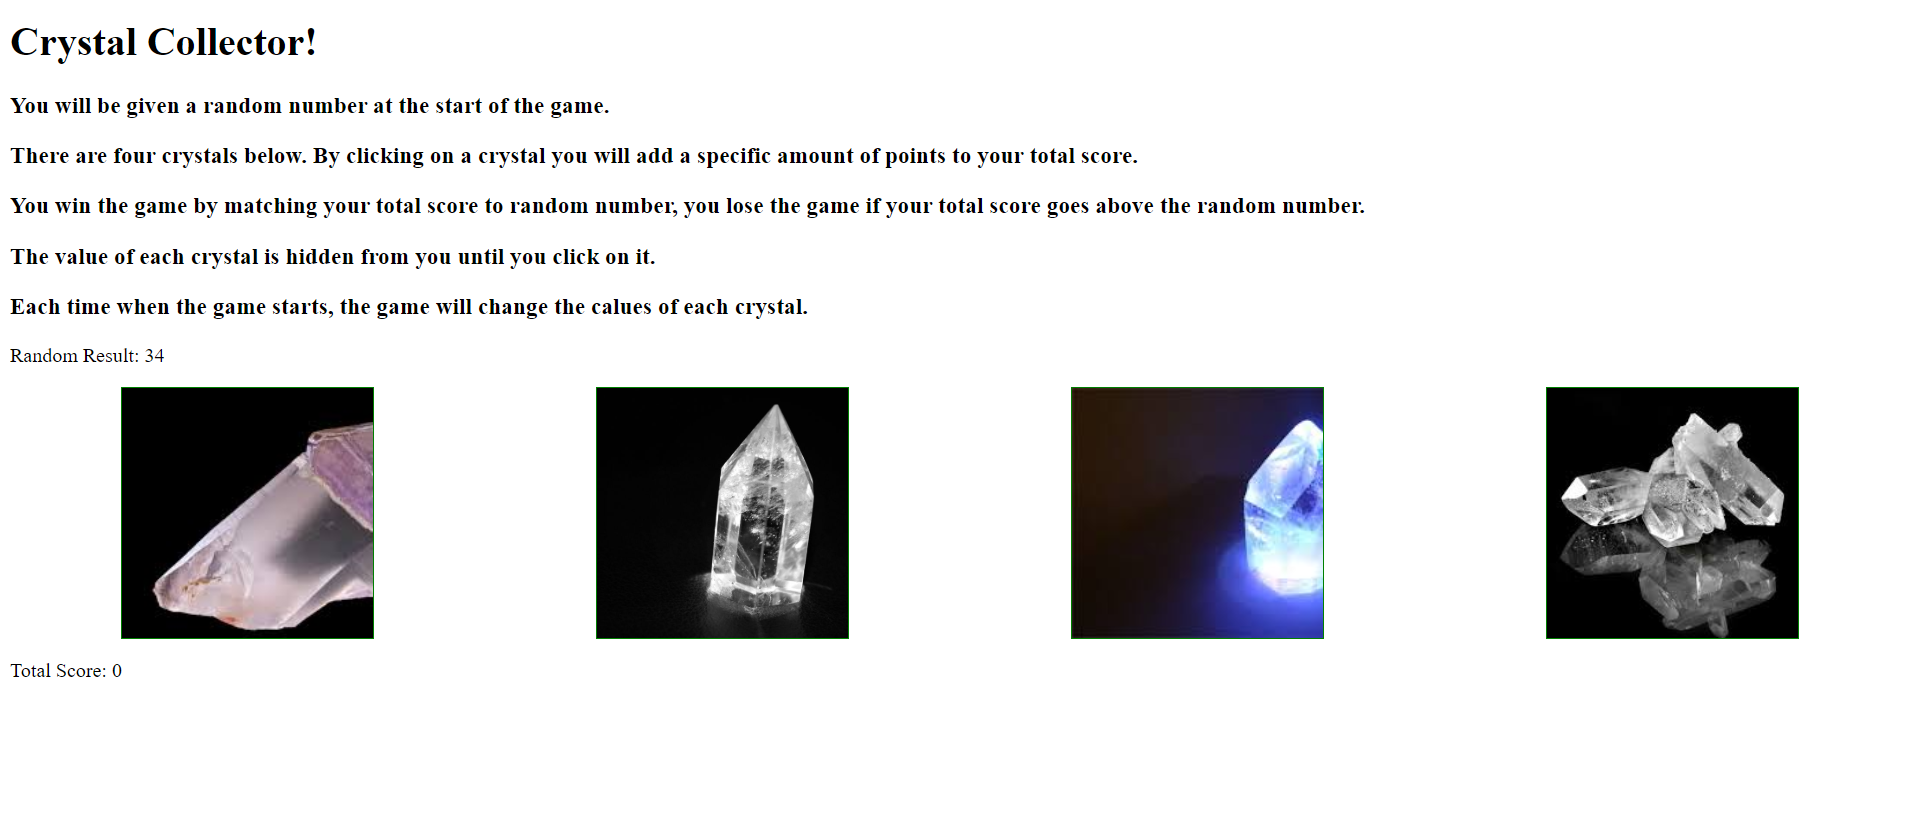 Crystal Collector!
You will be given a random number at the start of the game.
There are four crystals below. By clicking on a crystal you will add a specific amount of points to your total score.
You win the game by matching your total score to random number, you lose the game if your total score goes above the random number.
The value of each crystal is hidden from you until you click on it.
Each time when the game starts, the game will change the calues of each crystal.
Random Result: 34
Total Score: 0